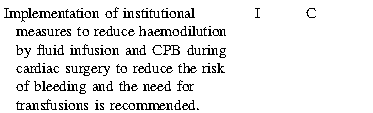 Implementation of institutional I C
measures to reduce haemodilution
by fluid infusion and CPB during
cardiac surgery to reduce the risk
of bleeding and the need for
transfusions is recommended.